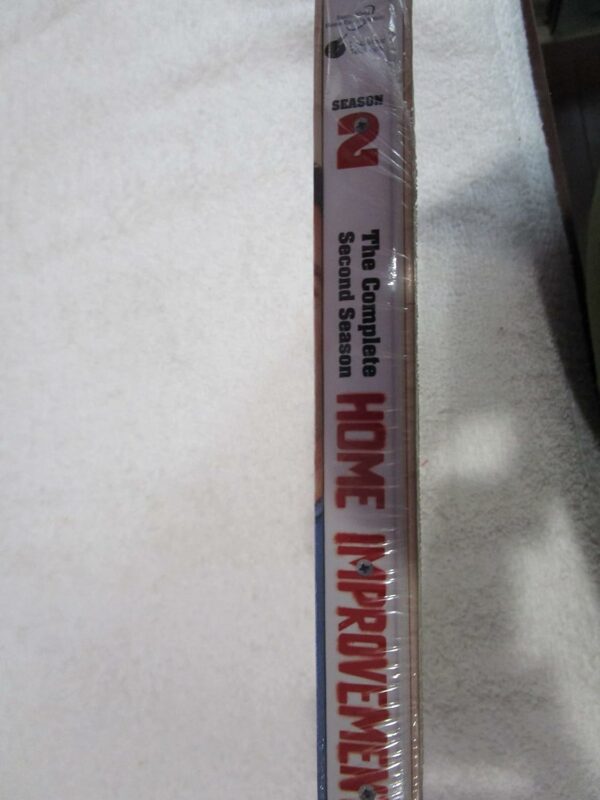 SEASON
2
The Complete
Second Season
HOME IMPROVEMEN